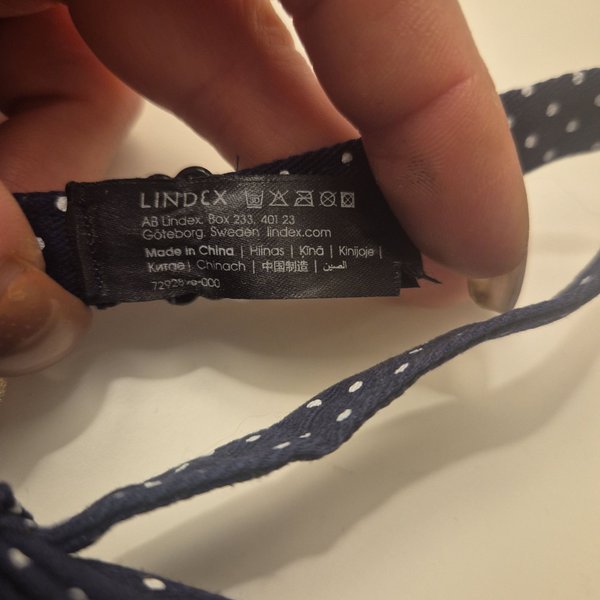 LINDEX
AB Lindex. Box 233, 401 23
Göteborg. Sweden lindex.com
Made in China | Hiinas | Ķīnā | Kinijoje |
Китае | Chinach | 中国制造 | الصين